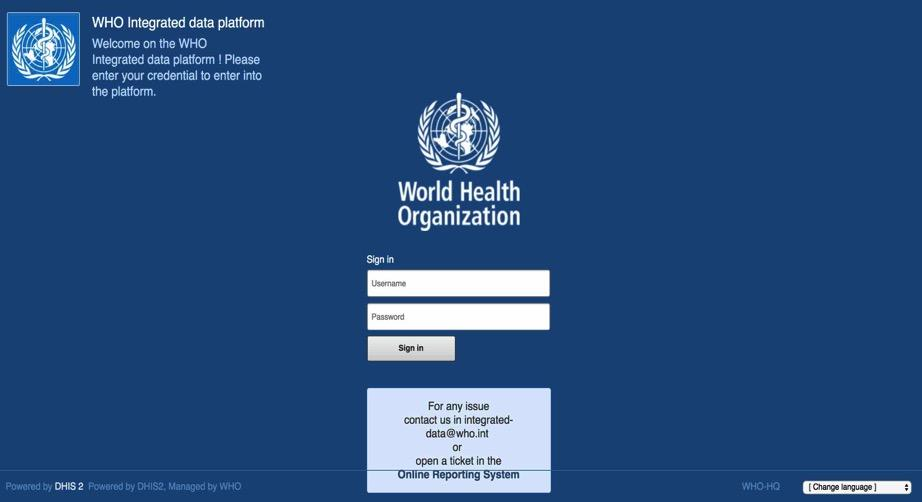 WHO Integrated data platform
Welcome on the WHO
Integrated data platform ! Please
enter your credential to enter into
the platform.
World Health
Organization
Sign in
Username
Password
Sign in
For any issue
contact us in integrated-
data@who.int
or
open a ticket in the
Online Reporting System
Powered by DHIS 2 Powered by DHIS2, Managed by WHO
WHO-HQ
[ Change language ]